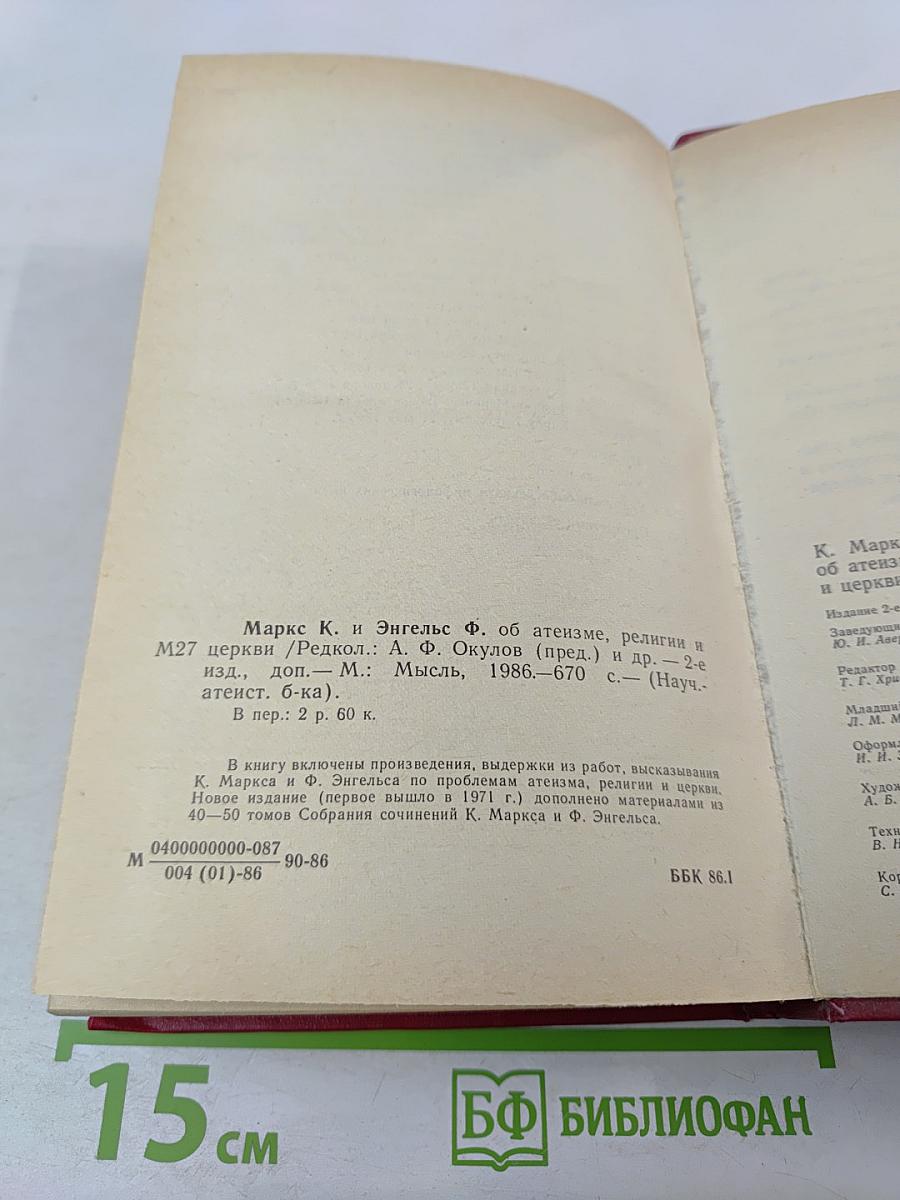 Маркс К. и Энгельс Ф. об атеизме, религии и
М27 церкви /Редкол.: А. Ф. Окулов (пред.) и др. — 2-е
изд., доп.— М.: Мысль, 1986.—670 с.— (Науч.-
атеист. б-ка).
В пер.: 2 р. 60 к.
В книгу включены произведения, выдержки из работ, высказывания
К. Маркса и Ф. Энгельса по проблемам атеизма, религии и церкви.
Новое издание (первое вышло в 1971 г.) дополнено материалами из
40—50 томов Собрания сочинений К. Маркса и Ф. Энгельса.
М 0400000000-087 90-86
004 (01)-86
ББК 86.1
К. Марк
об атеиз
и церкви
Издание 2-е
Заведующи
Ю. И. Авер
Редактор
Т. Г. Хри
Младший
Л. М. М
Оформл
И. И.
Худож
А. Б.
Техн
В. Н
Кор
С.
15 см
БФ БИБЛИОФАН